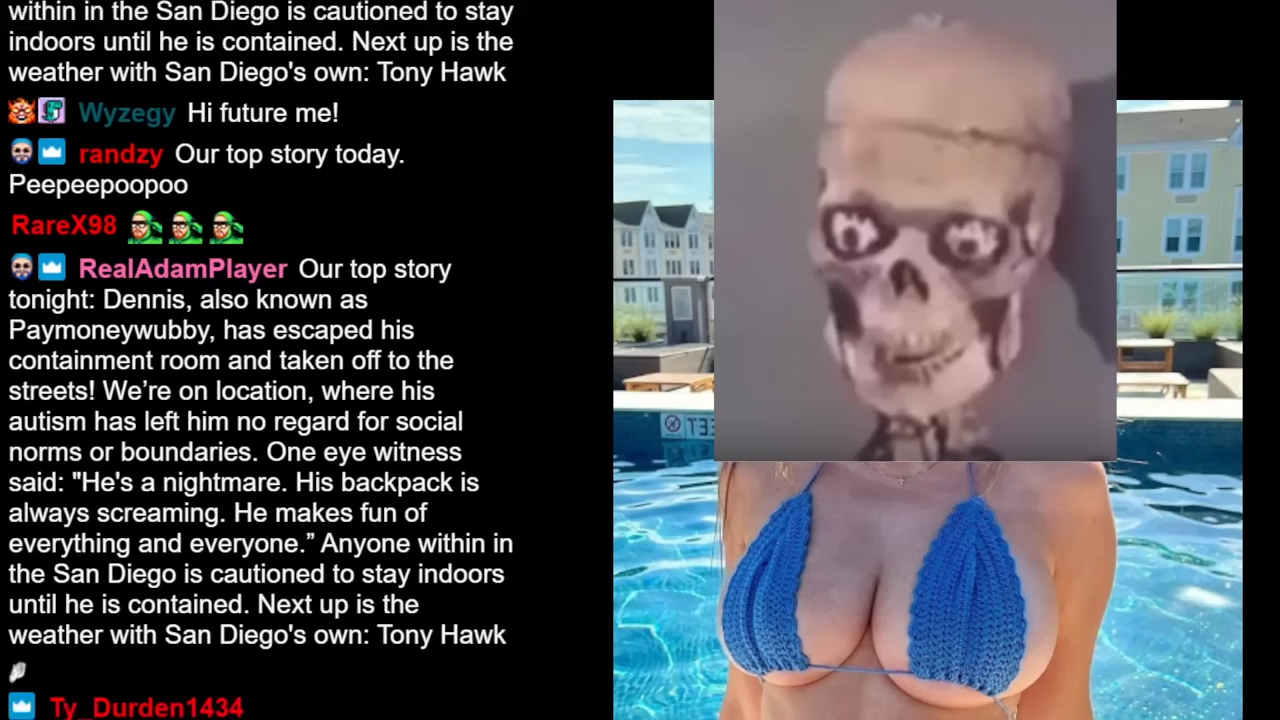 within in the San Diego is cautioned to stay
indoors until he is contained. Next up is the
weather with San Diego's own: Tony Hawk
Wyzegy Hi future me!
randzy Our top story today.
Peepeepoopoo
RareX98
RealAdamPlayer Our top story
tonight: Dennis, also known as
Paymoneywubby, has escaped his
containment room and taken off to the
streets! We’re on location, where his
autism has left him no regard for social
norms or boundaries. One eye witness
said: "He's a nightmare. His backpack is
always screaming. He makes fun of
everything and everyone.” Anyone within in
the San Diego is cautioned to stay indoors
until he is contained. Next up is the
weather with San Diego's own: Tony Hawk
Ty_Durden1434